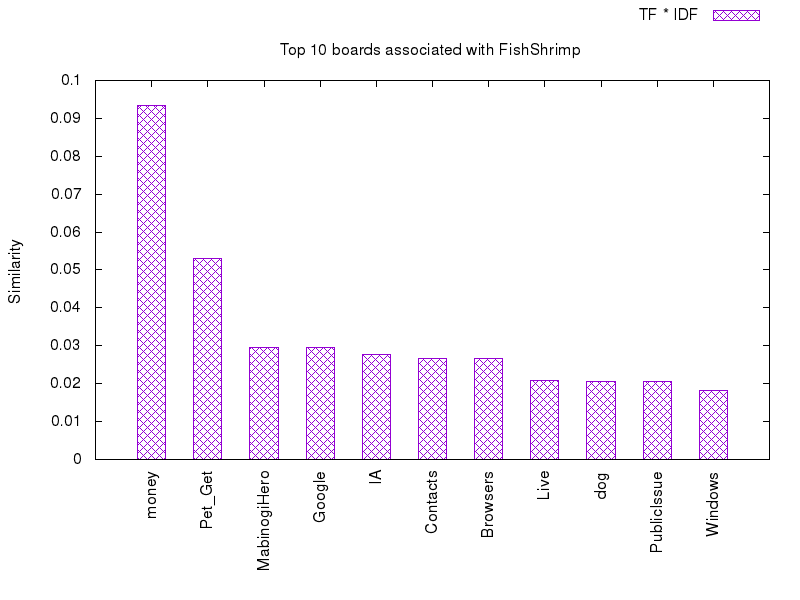 TF * IDF
Top 10 boards associated with FishShrimp
Similarity
0.1
0.09
0.08
0.07
0.06
0.05
0.04
0.03
0.02
0.01
0
money
Pet_Get
MabinogiHero
Google
IA
Contacts
Browsers
Live
dog
PublicIssue
Windows